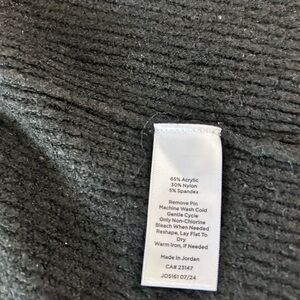 65% Acrylic
30% Nylon
5% Spandex
Remove Pin
Machine Wash Cold
Gentle Cycle
Only Non-Chlorine
Bleach When Needed
Reshape, Lay Flat To
Dry
Warm Iron, If Needed
Made in Jordan
CA# 23147
JO5161 07/24